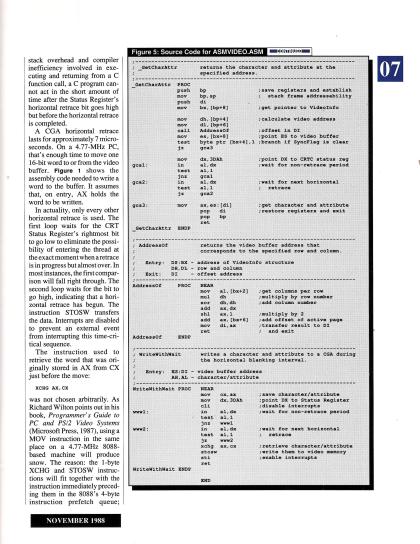 stack overhead and compiler
inefficiency involved in exe-
cuting and returning from a C
function call, a C program can-
not act in the short amount of
time after the Status Register's
horizontal retrace bit goes high
but before the horizontal retrace
is completed.
A CGA horizontal retrace
lasts for approximately 7 micro-
seconds. On a 4.77-MHz PC,
that's enough time to move one
16-bit word to or from the video
buffer. Figure 1 shows the
assembly code needed to write a
word to the buffer. It assumes
that, on entry, AX holds the
word to be written.
In actuality, only every other
horizontal retrace is used. The
first loop waits for the CRT
Status Register's rightmost bit
to go low to eliminate the possi-
bility of entering the thread at
the exact moment when a retrace
is in progress but almost over. In
most instances, the first compar-
ison will fall right through. The
second loop waits for the bit to
go high, indicating that a hori-
zontal retrace has begun. The
instruction STOSW transfers
the data. Interrupts are disabled
to prevent an external event
from interrupting this time-crit-
ical sequence.
The instruction used to
retrieve the word that was orig-
inally stored in AX from CX
just before the move:
XCHG AX,CX
was not chosen arbitrarily. As
Richard Wilton points out in his
book, Programmer's Guide to
PC and PS/2 Video Systems
(Microsoft Press, 1987), using a
MOV instruction in the same
place on a 4.77-MHz 8088-
based machine will produce
snow. The reason: the 1-byte
XCHG and STOSW instruc-
tions will fit together with the
instruction immediately preced-
ing them in the 8088's 4-byte
instruction prefetch queue;
NOVEMBER 1988
Figure 5: Source Code for ASMVIDEO.ASM CONTINUED
; _GetCharAttr returns the character and attribute at the
; specified address.
_GetCharAttr PROC
push bp ;save registers and establish
mov bp,sp ; stack frame addressability
push di
mov bx,[bp+8] ;get pointer to VideoInfo
mov dh,[bp+4] ;calculate video address
mov dl,[bp+6]
call AddressOf ;offset in DI
mov es,[bx+8] ;point ES to video buffer
test byte ptr [bx+4],1 ;branch if SyncFlag is clear
jz gca3
mov dx,3DAh ;point DX to CRTC status reg
gca1: in al,dx ;wait for non-retrace period
test al,1
jnz gca1
gca2: in al,dx ;wait for next horizontal
test al,1 ; retrace
jz gca2
gca3: mov ax,es:[di] ;get character and attribute
pop di ;restore registers and exit
pop bp
ret
_GetCharAttr ENDP
; AddressOf returns the video buffer address that
; corresponds to the specified row and column.
; Entry: DS:BX - address of VideoInfo structure
; DH,DL - row and column
; Exit: DI - offset address
AddressOf PROC NEAR
mov al,[bx+2] ;get columns per row
mul dh ;multiply by row number
xor dh,dh ;add column number
add ax,dx
shl ax,1 ;multiply by 2
add ax,[bx+6] ;add offset of active page
mov di,ax ;transfer result to DI
ret ; and exit
AddressOf ENDP
; WriteWithWait writes a character and attribute to a CGA during
; the horizontal blanking interval.
; Entry: ES:DI - video buffer address
; AH,AL - character/attribute
WriteWithWait PROC NEAR
mov cx,ax ;save character/attribute
mov dx,3DAh ;point DX to Status Register
cli ;disable interrupts
www1: in al,dx ;wait for non-retrace period
test al,1
jnz www1
www2: in al,dx ;wait for next horizontal
test al,1 ; retrace
jz www2
xchg ax,cx ;retrieve character/attribute
stosw ;write them to video memory
sti ;enable interrupts
ret
WriteWithWait ENDP
END
07